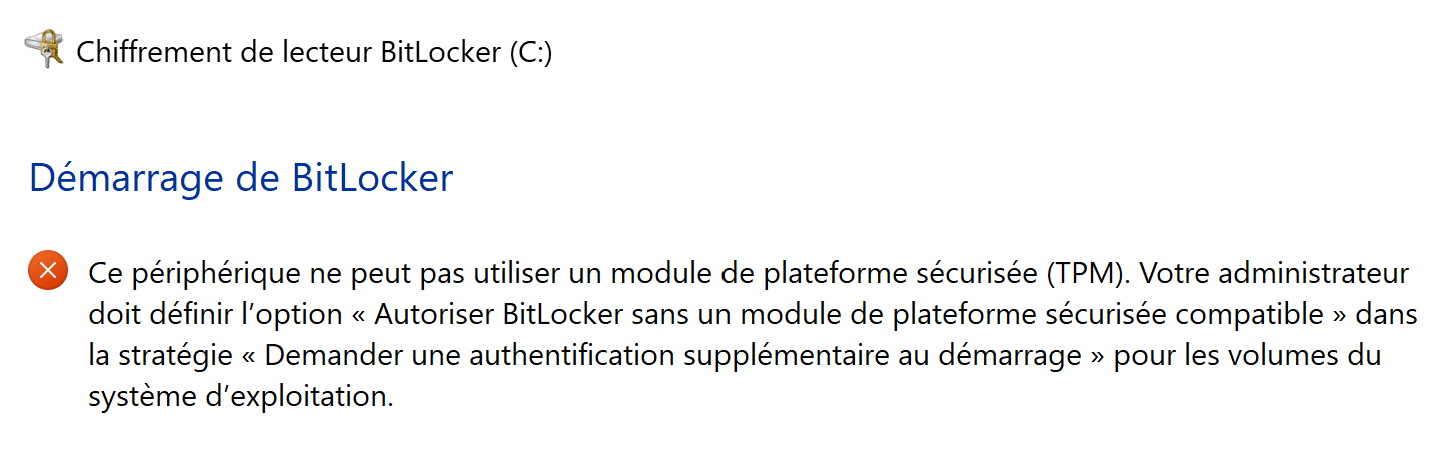 Chiffrement de lecteur BitLocker (C:)
Démarrage de BitLocker
Ce périphérique ne peut pas utiliser un module de plateforme sécurisée (TPM). Votre administrateur
doit définir l’option « Autoriser BitLocker sans un module de plateforme sécurisée compatible » dans
la stratégie « Demander une authentification supplémentaire au démarrage » pour les volumes du
système d’exploitation.